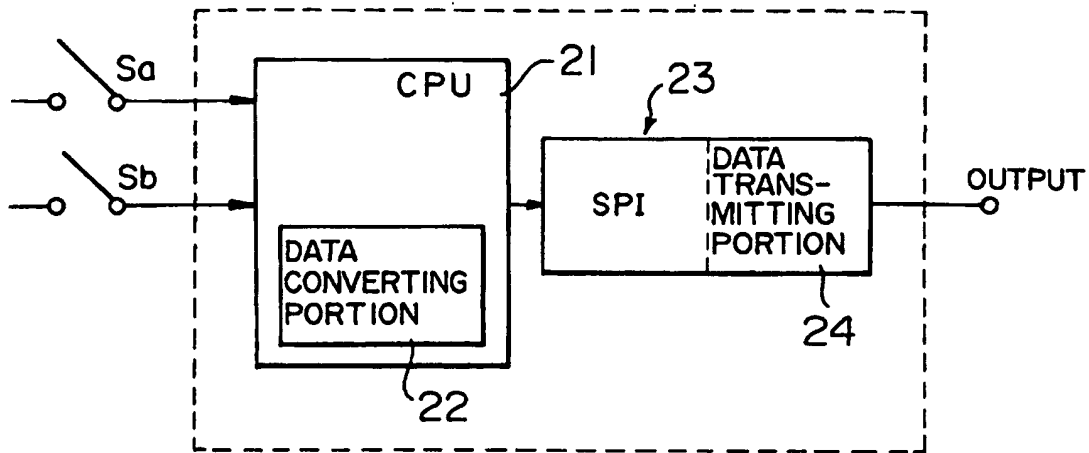 Sa
Sb
CPU
21
DATA
CONVERTING
PORTION
22
23
SPI
DATA
TRANS-
MITTING
PORTION
24
OUTPUT